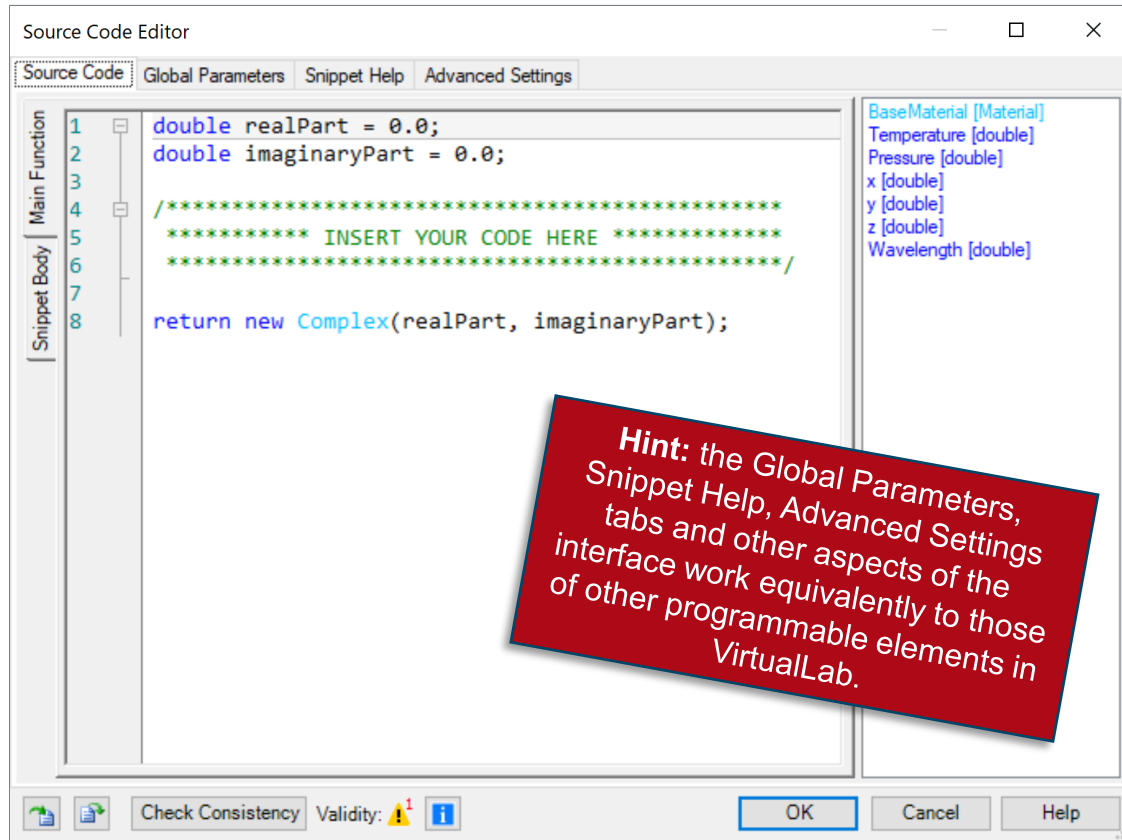 Source Code Editor
Source Code Global Parameters Snippet Help Advanced Settings
Main Function
Snippet Body
1 double realPart = 0.0;
2 double imaginaryPart = 0.0;
3
4 /***********************************************
5 *********** INSERT YOUR CODE HERE *************
6 ***********************************************/
7
8 return new Complex(realPart, imaginaryPart);
BaseMaterial [Material]
Temperature [double]
Pressure [double]
x [double]
y [double]
z [double]
Wavelength [double]
Hint: the Global Parameters,
Snippet Help, Advanced Settings
tabs and other aspects of the
interface work equivalently to those
of other programmable elements in
VirtualLab.
Check Consistency Validity: 1 i OK Cancel Help